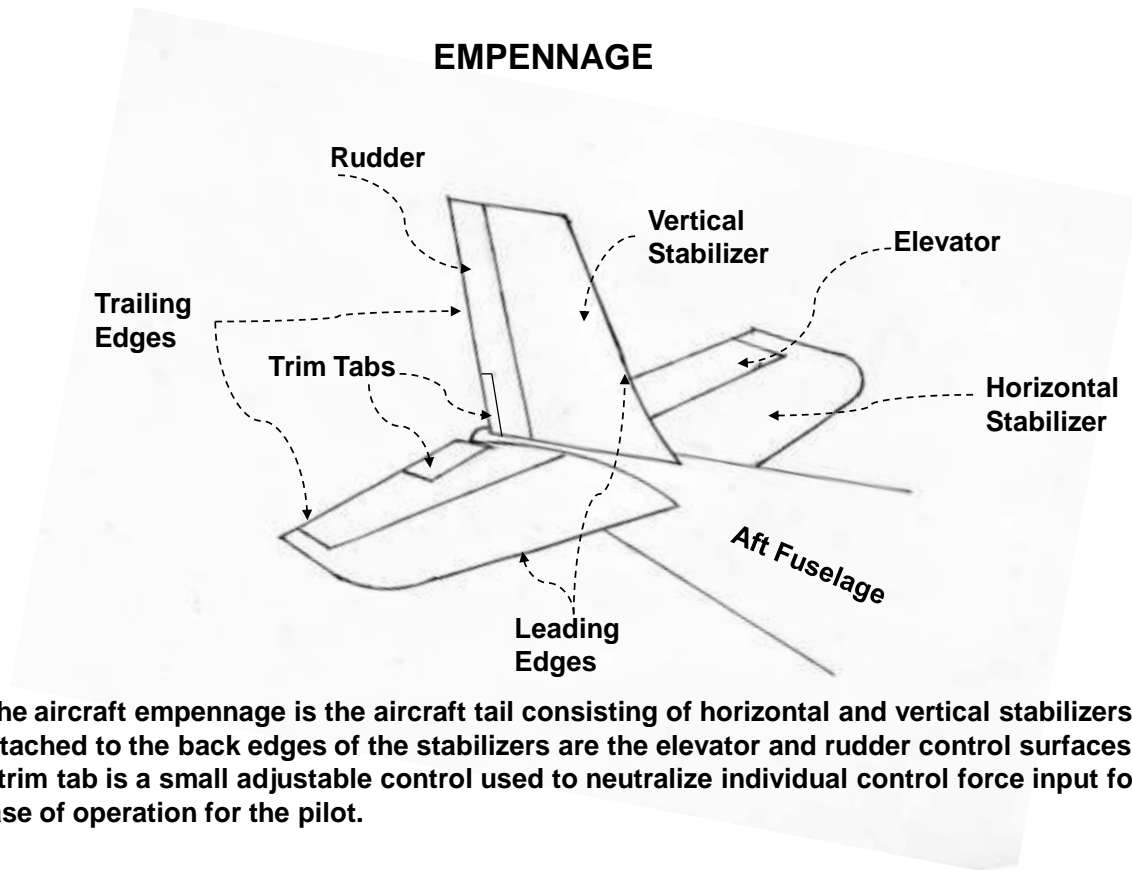 EMPENNAGE
Rudder
Vertical
Stabilizer
Elevator
Trailing
Edges
Trim Tabs
Horizontal
Stabilizer
Aft Fuselage
Leading
Edges
he aircraft empennage is the aircraft tail consisting of horizontal and vertical stabilizers
tached to the back edges of the stabilizers are the elevator and rudder control surfaces
trim tab is a small adjustable control used to neutralize individual control force input fo
ase of operation for the pilot.